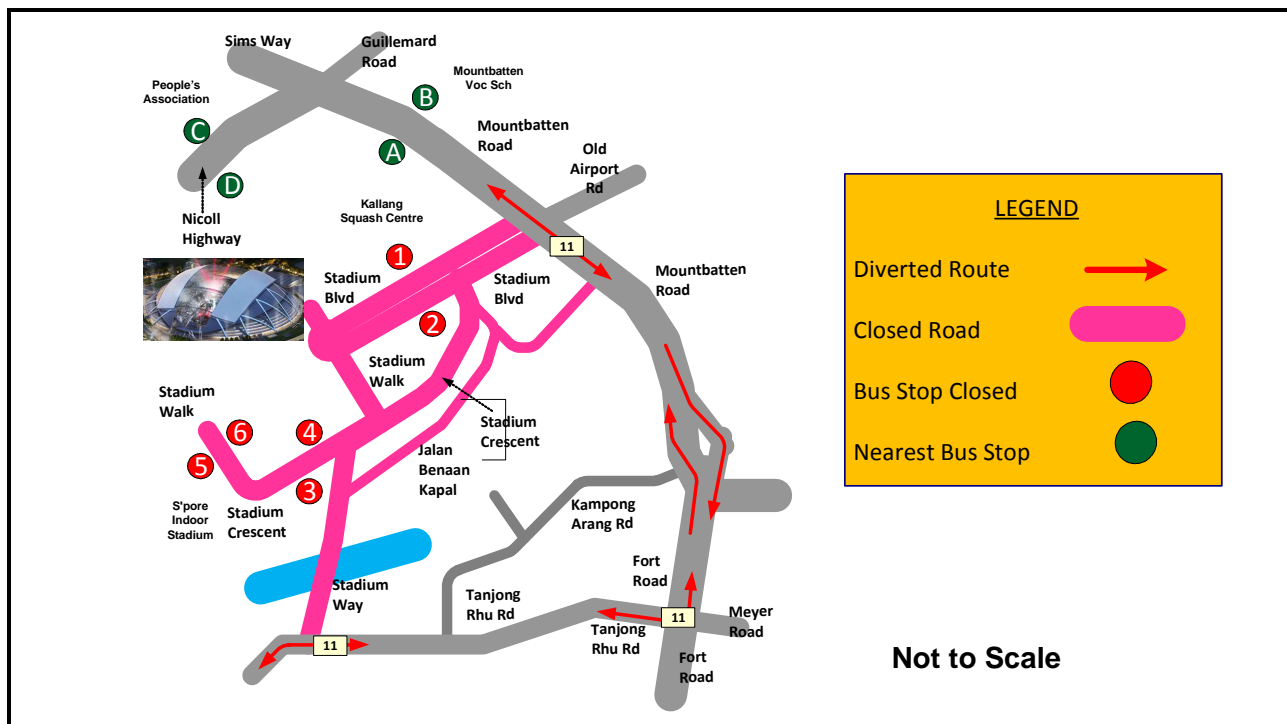 Sims Way
Guillemard
Road
People's
Association
Mountbatten
Voc Sch
B
C
A
D
Mountbatten
Road
Old
Airport
Rd
Nicoll
Highway
Kallang
Squash Centre
1
11
Stadium
Blvd
Stadium
Blvd
Mountbatten
Road
2
Stadium
Walk
Stadium
Walk
6
4
5
3
Stadium
Crescent
Jalan
Benaan
Kapal
S'pore
Indoor
Stadium
Stadium
Crescent
Kampong
Arang Rd
Stadium
Way
Tanjong
Rhu Rd
Fort
Road
11
Meyer
Road
Tanjong
Rhu Rd
11
Fort
Road
LEGEND
Diverted Route
Closed Road
Bus Stop Closed
Nearest Bus Stop
Not to Scale